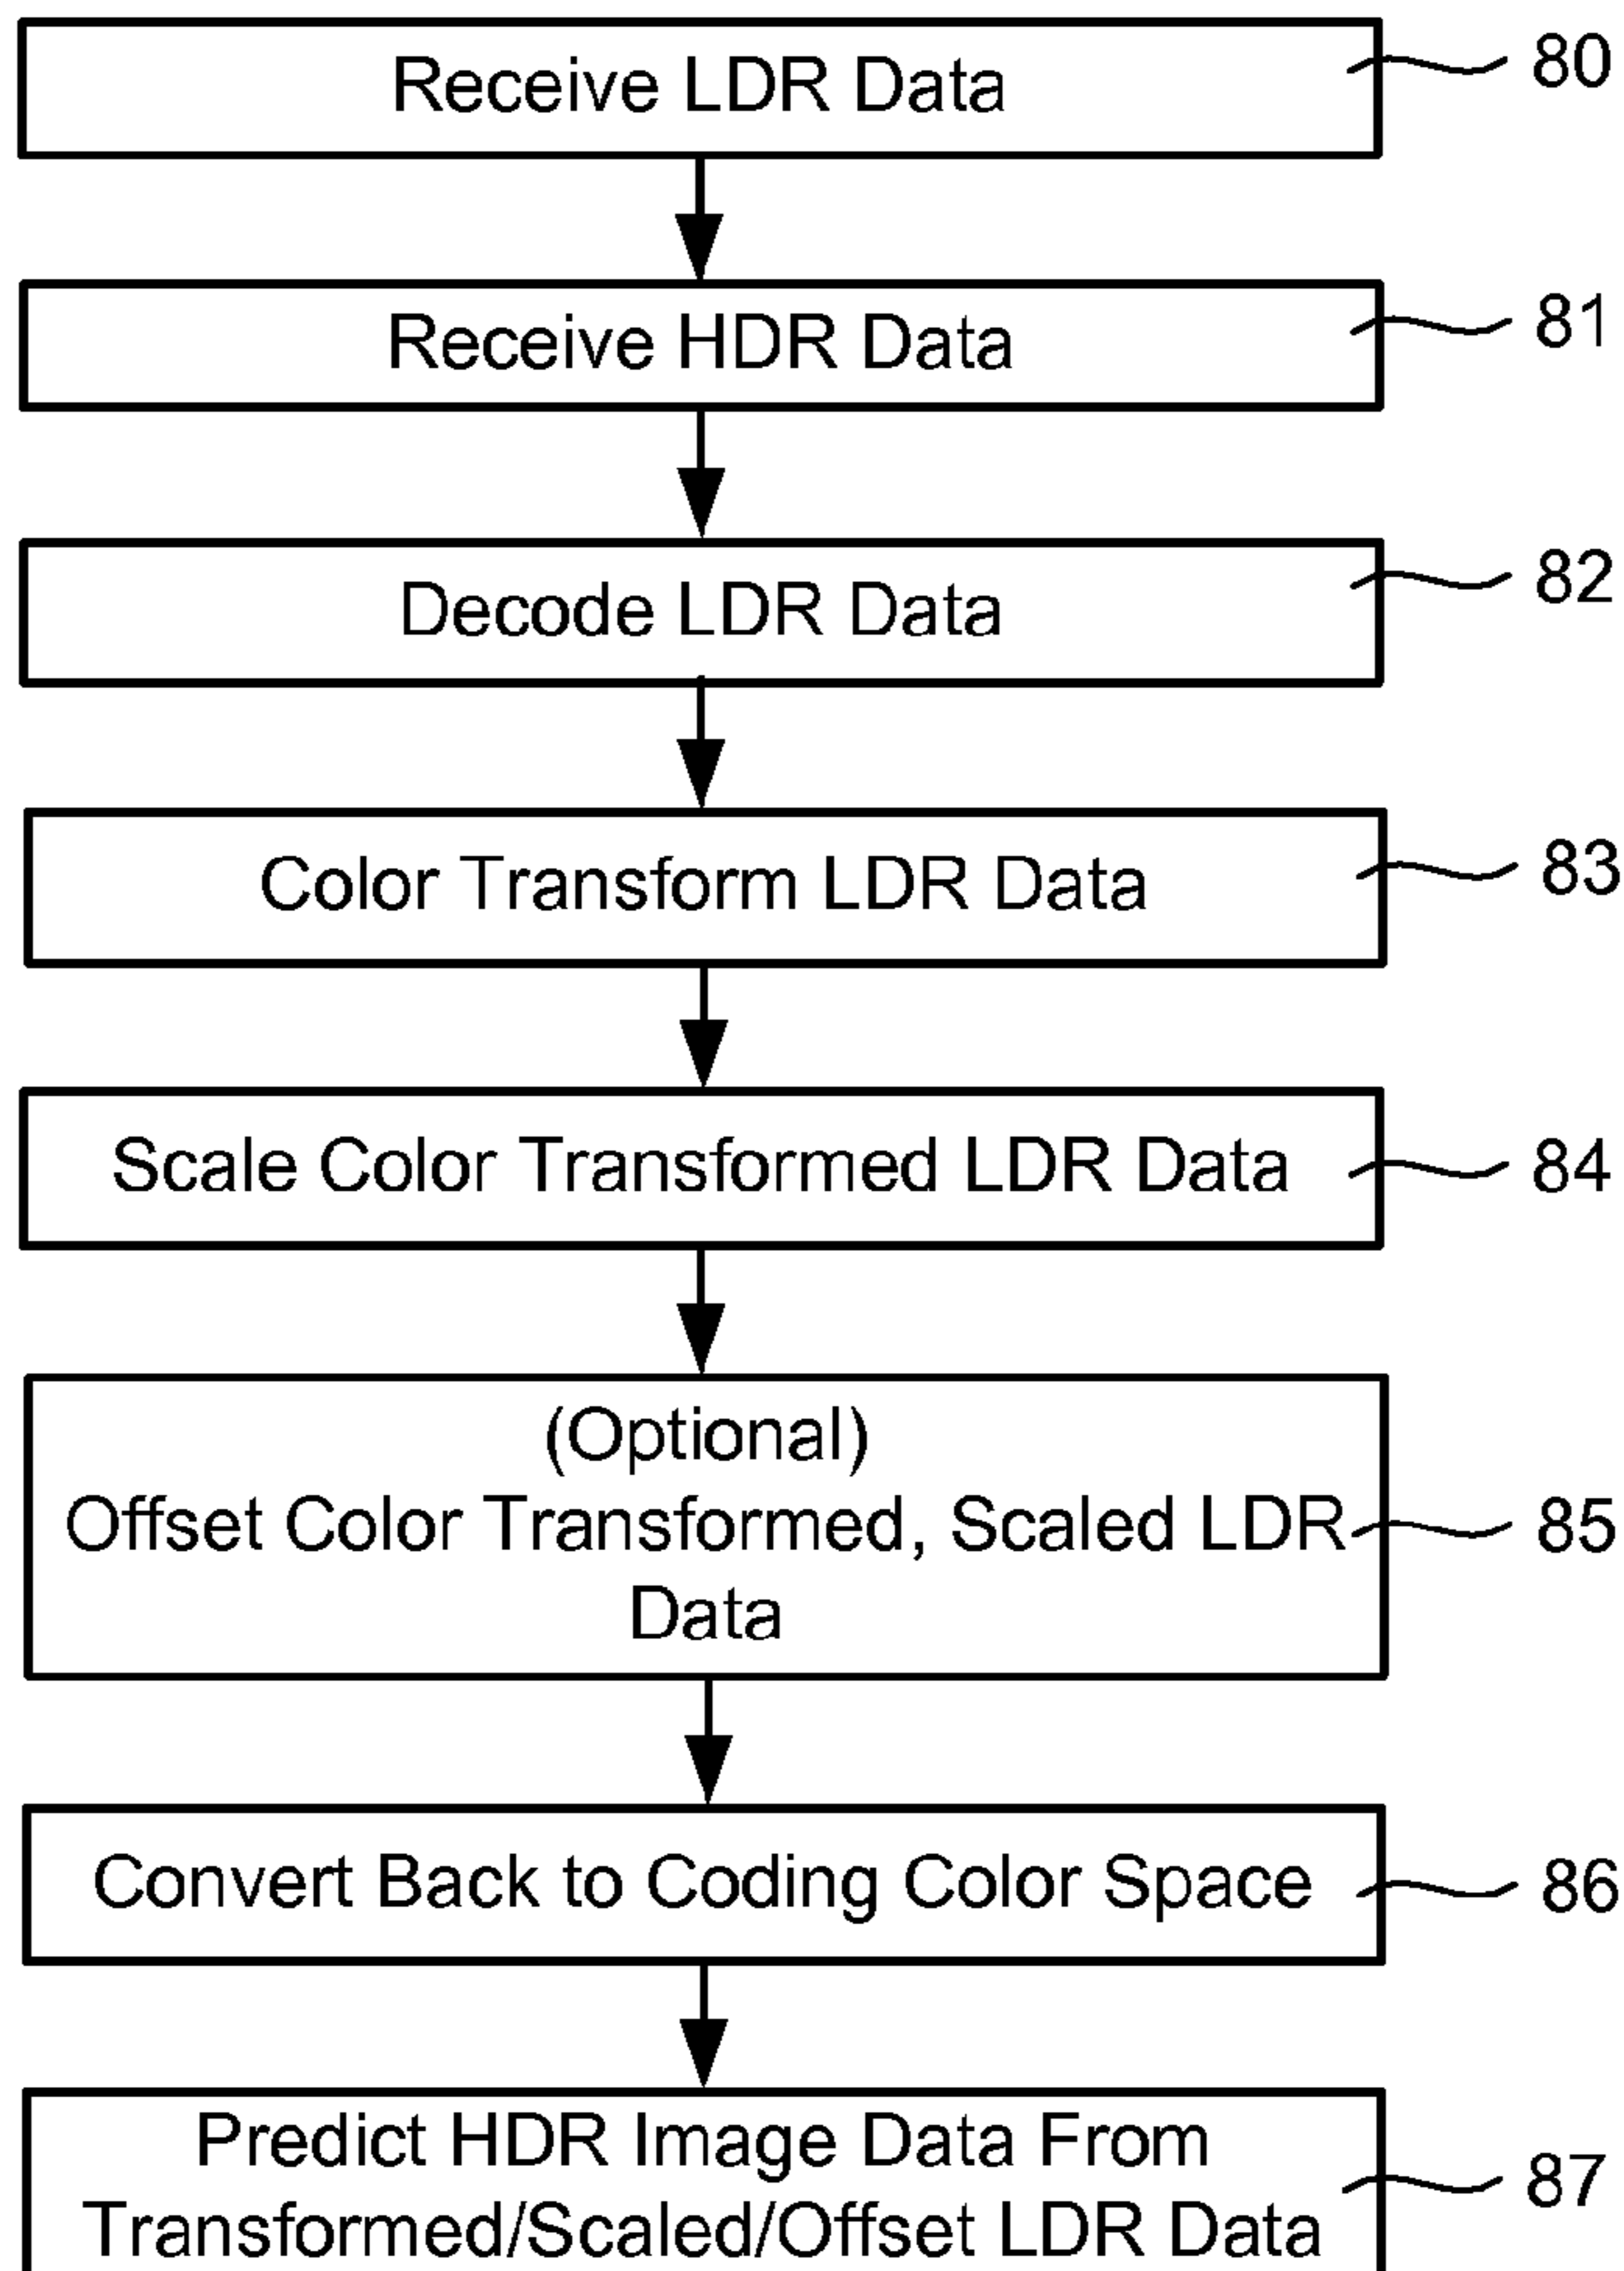 Receive LDR Data 80
Receive HDR Data 81
Decode LDR Data 82
Color Transform LDR Data 83
Scale Color Transformed LDR Data 84
(Optional)
Offset Color Transformed, Scaled LDR 85
Data
Convert Back to Coding Color Space 86
Predict HDR Image Data From
Transformed/Scaled/Offset LDR Data 87